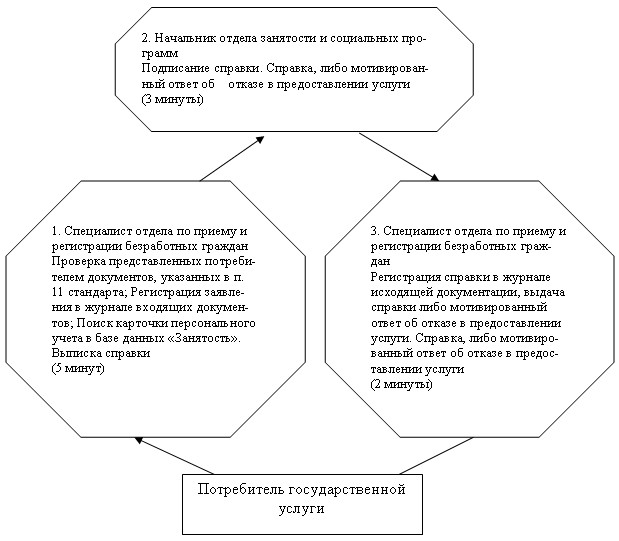 2. Начальник отдела занятости и социальных про-
грамм
Подписание справки. Справка, либо мотивирован-
ный ответ об отказе в предоставлении услуги
(3 минуты)
1. Специалист отдела по приему и
регистрации безработных граждан
Проверка представленных потреби-
телем документов, указанных в п.
11 стандарта; Регистрация заявле-
ния в журнале входящих докумен-
тов; Поиск карточки персонального
учета в базе данных «Занятость».
Выписка справки
(5 минут)
3. Специалист отдела по приему и
регистрации безработных граж-
дан
Регистрация справки в журнале
исходящей документации, выдача
справки либо мотивированный
ответ об отказе в предоставлении
услуги. Справка, либо мотивиро-
ванный ответ об отказе в предос-
тавлении услуги
(2 минуты)
Потребитель государственной
услуги